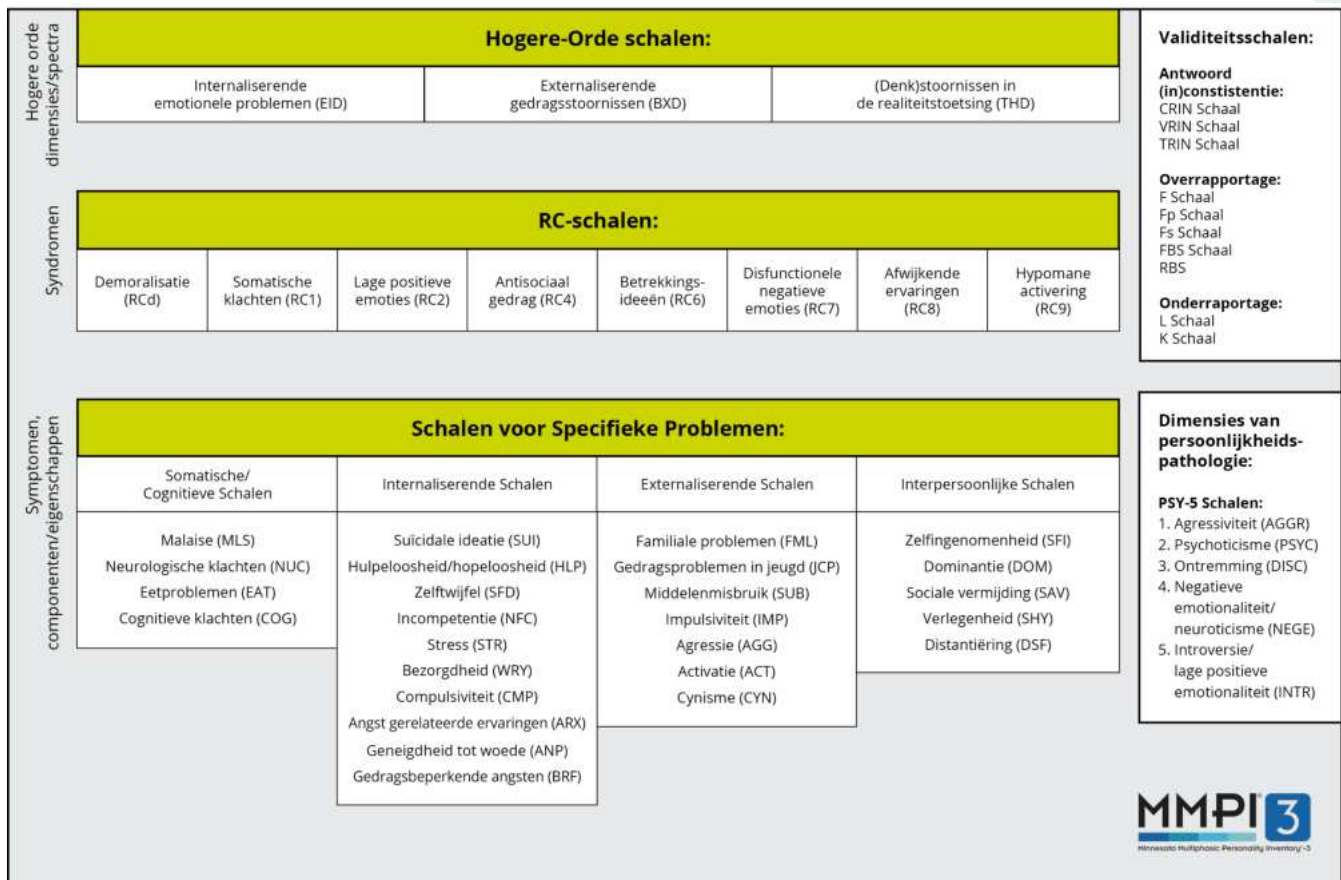 Hogere orde
dimensies/spectra
Hogere-Orde schalen:
Internaliserende
emotionele problemen (EID)
Externaliserende
gedragsstoornissen (BXD)
(Denk)stoornissen in
de realiteitstoetsing (THD)
Syndromen
RC-schalen:
Demoralisatie
(RCd)
Somatische
klachten (RC1)
Lage positieve
emoties (RC2)
Antisociaal
gedrag (RC4)
Betrekkings-
ideeën (RC6)
Disfunctionele
negatieve
emoties (RC7)
Afwijkende
ervaringen
(RC8)
Hypomane
activering
(RC9)
Symptomen,
componenten/eigenschappen
Schalen voor Specifieke Problemen:
Somatische/
Cognitieve Schalen
Malaise (MLS)
Neurologische klachten (NUC)
Eetproblemen (EAT)
Cognitieve klachten (COG)
Internaliserende Schalen
Suïcidale ideatie (SUI)
Hulpeloosheid/hopeloosheid (HLP)
Zelftwijfel (SFD)
Incompetentie (NFC)
Stress (STR)
Bezorgdheid (WRY)
Compulsiviteit (CMP)
Angst gerelateerde ervaringen (ARX)
Geneigdheid tot woede (ANP)
Gedragsbeperkende angsten (BRF)
Externaliserende Schalen
Familiale problemen (FML)
Gedragsproblemen in jeugd (JCP)
Middelenmisbruik (SUB)
Impulsiviteit (IMP)
Agressie (AGG)
Activatie (ACT)
Cynisme (CYN)
Interpersoonlijke Schalen
Zelfingenomenheid (SFI)
Dominantie (DOM)
Sociale vermijding (SAV)
Verlegenheid (SHY)
Distantiëring (DSF)
Validiteitsschalen:
Antwoord
(in)constistentie:
CRIN Schaal
VRIN Schaal
TRIN Schaal
Overrapportage:
F Schaal
Fp Schaal
Fs Schaal
FBS Schaal
RBS
Onderraportage:
L Schaal
K Schaal
Dimensies van
persoonlijkheids-
pathologie:
PSY-5 Schalen:
1. Agressiviteit (AGGR)
2. Psychoticisme (PSYC)
3. Ontremming (DISC)
4. Negatieve
emotionaliteit/
neuroticisme (NEGE)
5. Introversie/
lage positieve
emotionaliteit (INTR)
MMPI 3
Minnesota Multiphasic Personality Inventory®-3